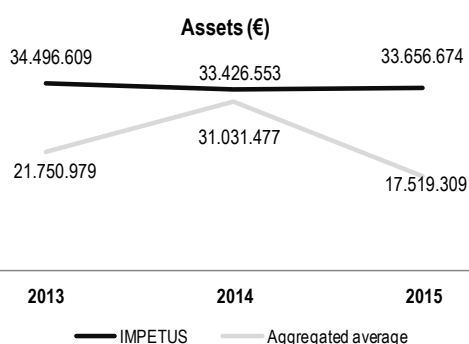 Assets (€)
34.496.609
33.426.553
33.656.674
31.031.477
21.750.979
17.519.309
2013 2014 2015
IMPETUS Aggregated average